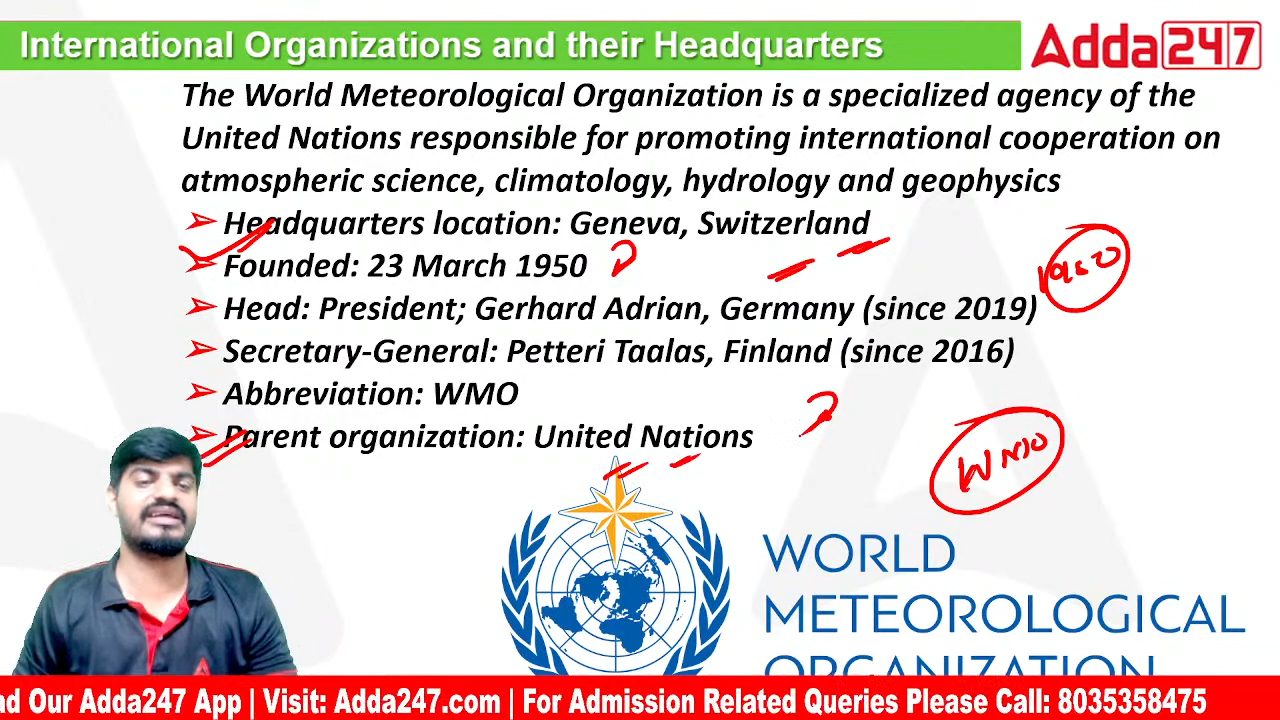 International Organizations and their Headquarters
Adda247
The World Meteorological Organization is a specialized agency of the
United Nations responsible for promoting international cooperation on
atmospheric science, climatology, hydrology and geophysics
➢ Headquarters location: Geneva, Switzerland
➢ Founded: 23 March 1950
1950
➢ Head: President; Gerhard Adrian, Germany (since 2019)
➢ Secretary-General: Petteri Taalas, Finland (since 2016)
➢ Abbreviation: WMO
➢ Parent organization: United Nations
WMO
WORLD
METEOROLOGICAL
ORGANIZATION
ad Our Adda247 App | Visit: Adda247.com | For Admission Related Queries Please Call: 8035358475